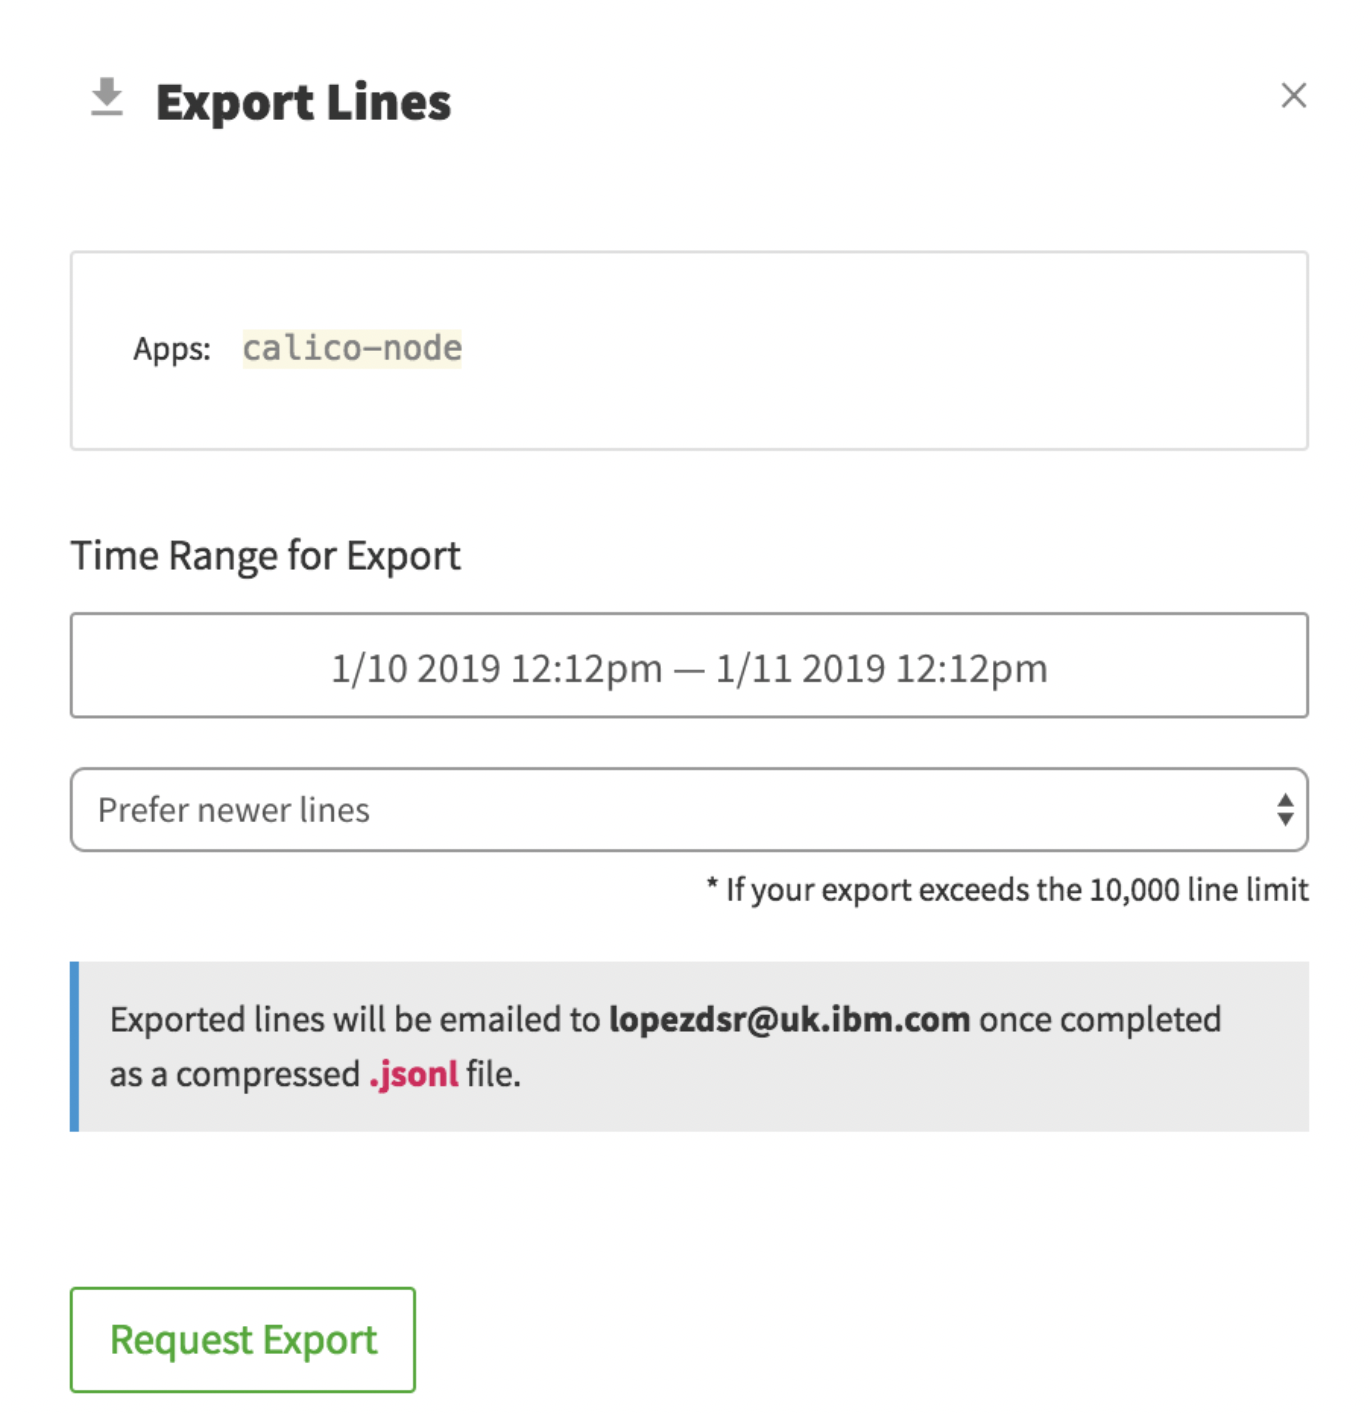 Export Lines
Apps: calico-node
Time Range for Export
1/10 2019 12:12pm — 1/11 2019 12:12pm
Prefer newer lines
* If your export exceeds the 10,000 line limit
Exported lines will be emailed to lopezdsr@uk.ibm.com once completed
as a compressed .jsonl file.
Request Export